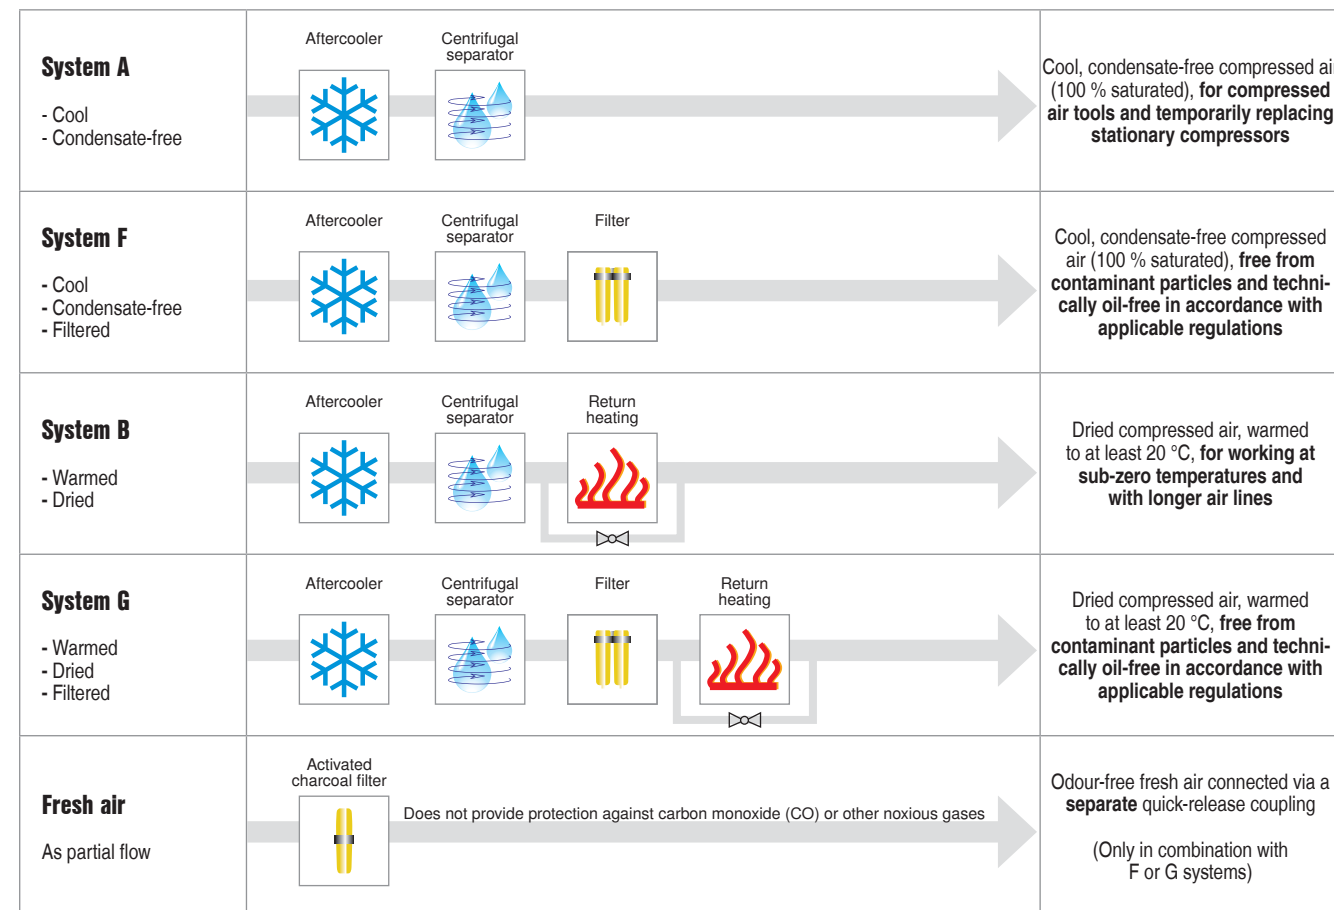 System A
- Cool
- Condensate-free
Aftercooler
Centrifugal
separator
Cool, condensate-free compressed air
(100 % saturated), for compressed
air tools and temporarily replacing
stationary compressors
System F
- Cool
- Condensate-free
- Filtered
Aftercooler
Centrifugal
separator
Filter
Cool, condensate-free compressed
air (100 % saturated), free from
contaminant particles and techni-
cally oil-free in accordance with
applicable regulations
System B
- Warmed
- Dried
Aftercooler
Centrifugal
separator
Return
heating
Dried compressed air, warmed
to at least 20 °C, for working at
sub-zero temperatures and
with longer air lines
System G
- Warmed
- Dried
- Filtered
Aftercooler
Centrifugal
separator
Filter
Return
heating
Dried compressed air, warmed
to at least 20 °C, free from
contaminant particles and techni-
cally oil-free in accordance with
applicable regulations
Fresh air
As partial flow
Activated
charcoal filter
Does not provide protection against carbon monoxide (CO) or other noxious gases
Odour-free fresh air connected via a
separate quick-release coupling
(Only in combination with
F or G systems)